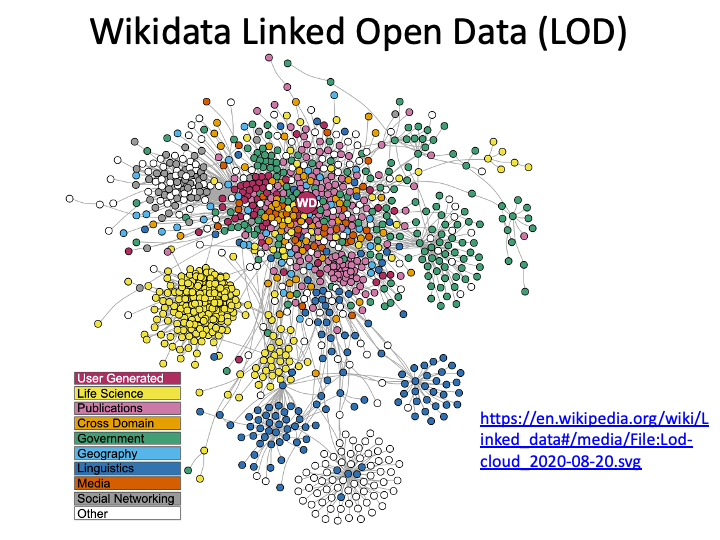 Wikidata Linked Open Data (LOD)
WD
User Generated
Life Science
Publications
Cross Domain
Government
Geography
Linguistics
Media
Social Networking
Other
https://en.wikipedia.org/wiki/L
inked_data#/media/File:Lod-
cloud_2020-08-20.svg